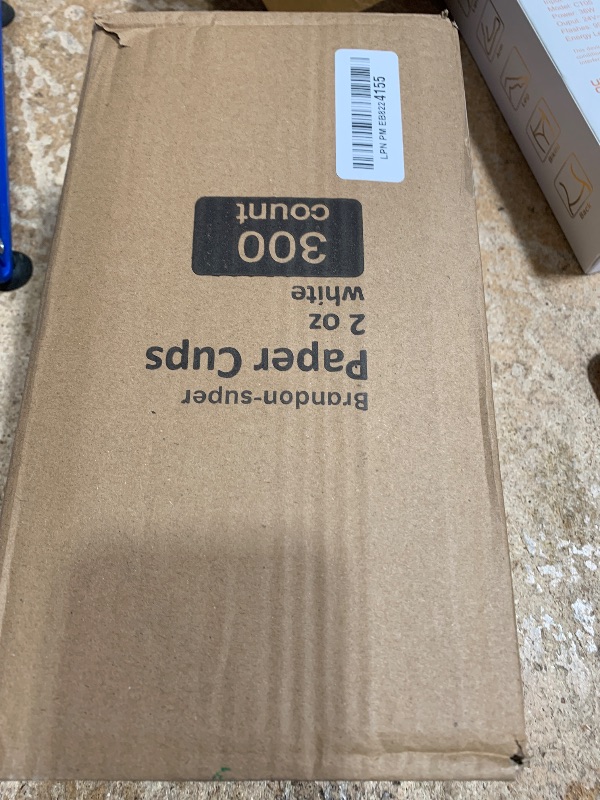 Brandon-super
Paper Cups
2 oz
white
300
count
LPN PM EB8224155